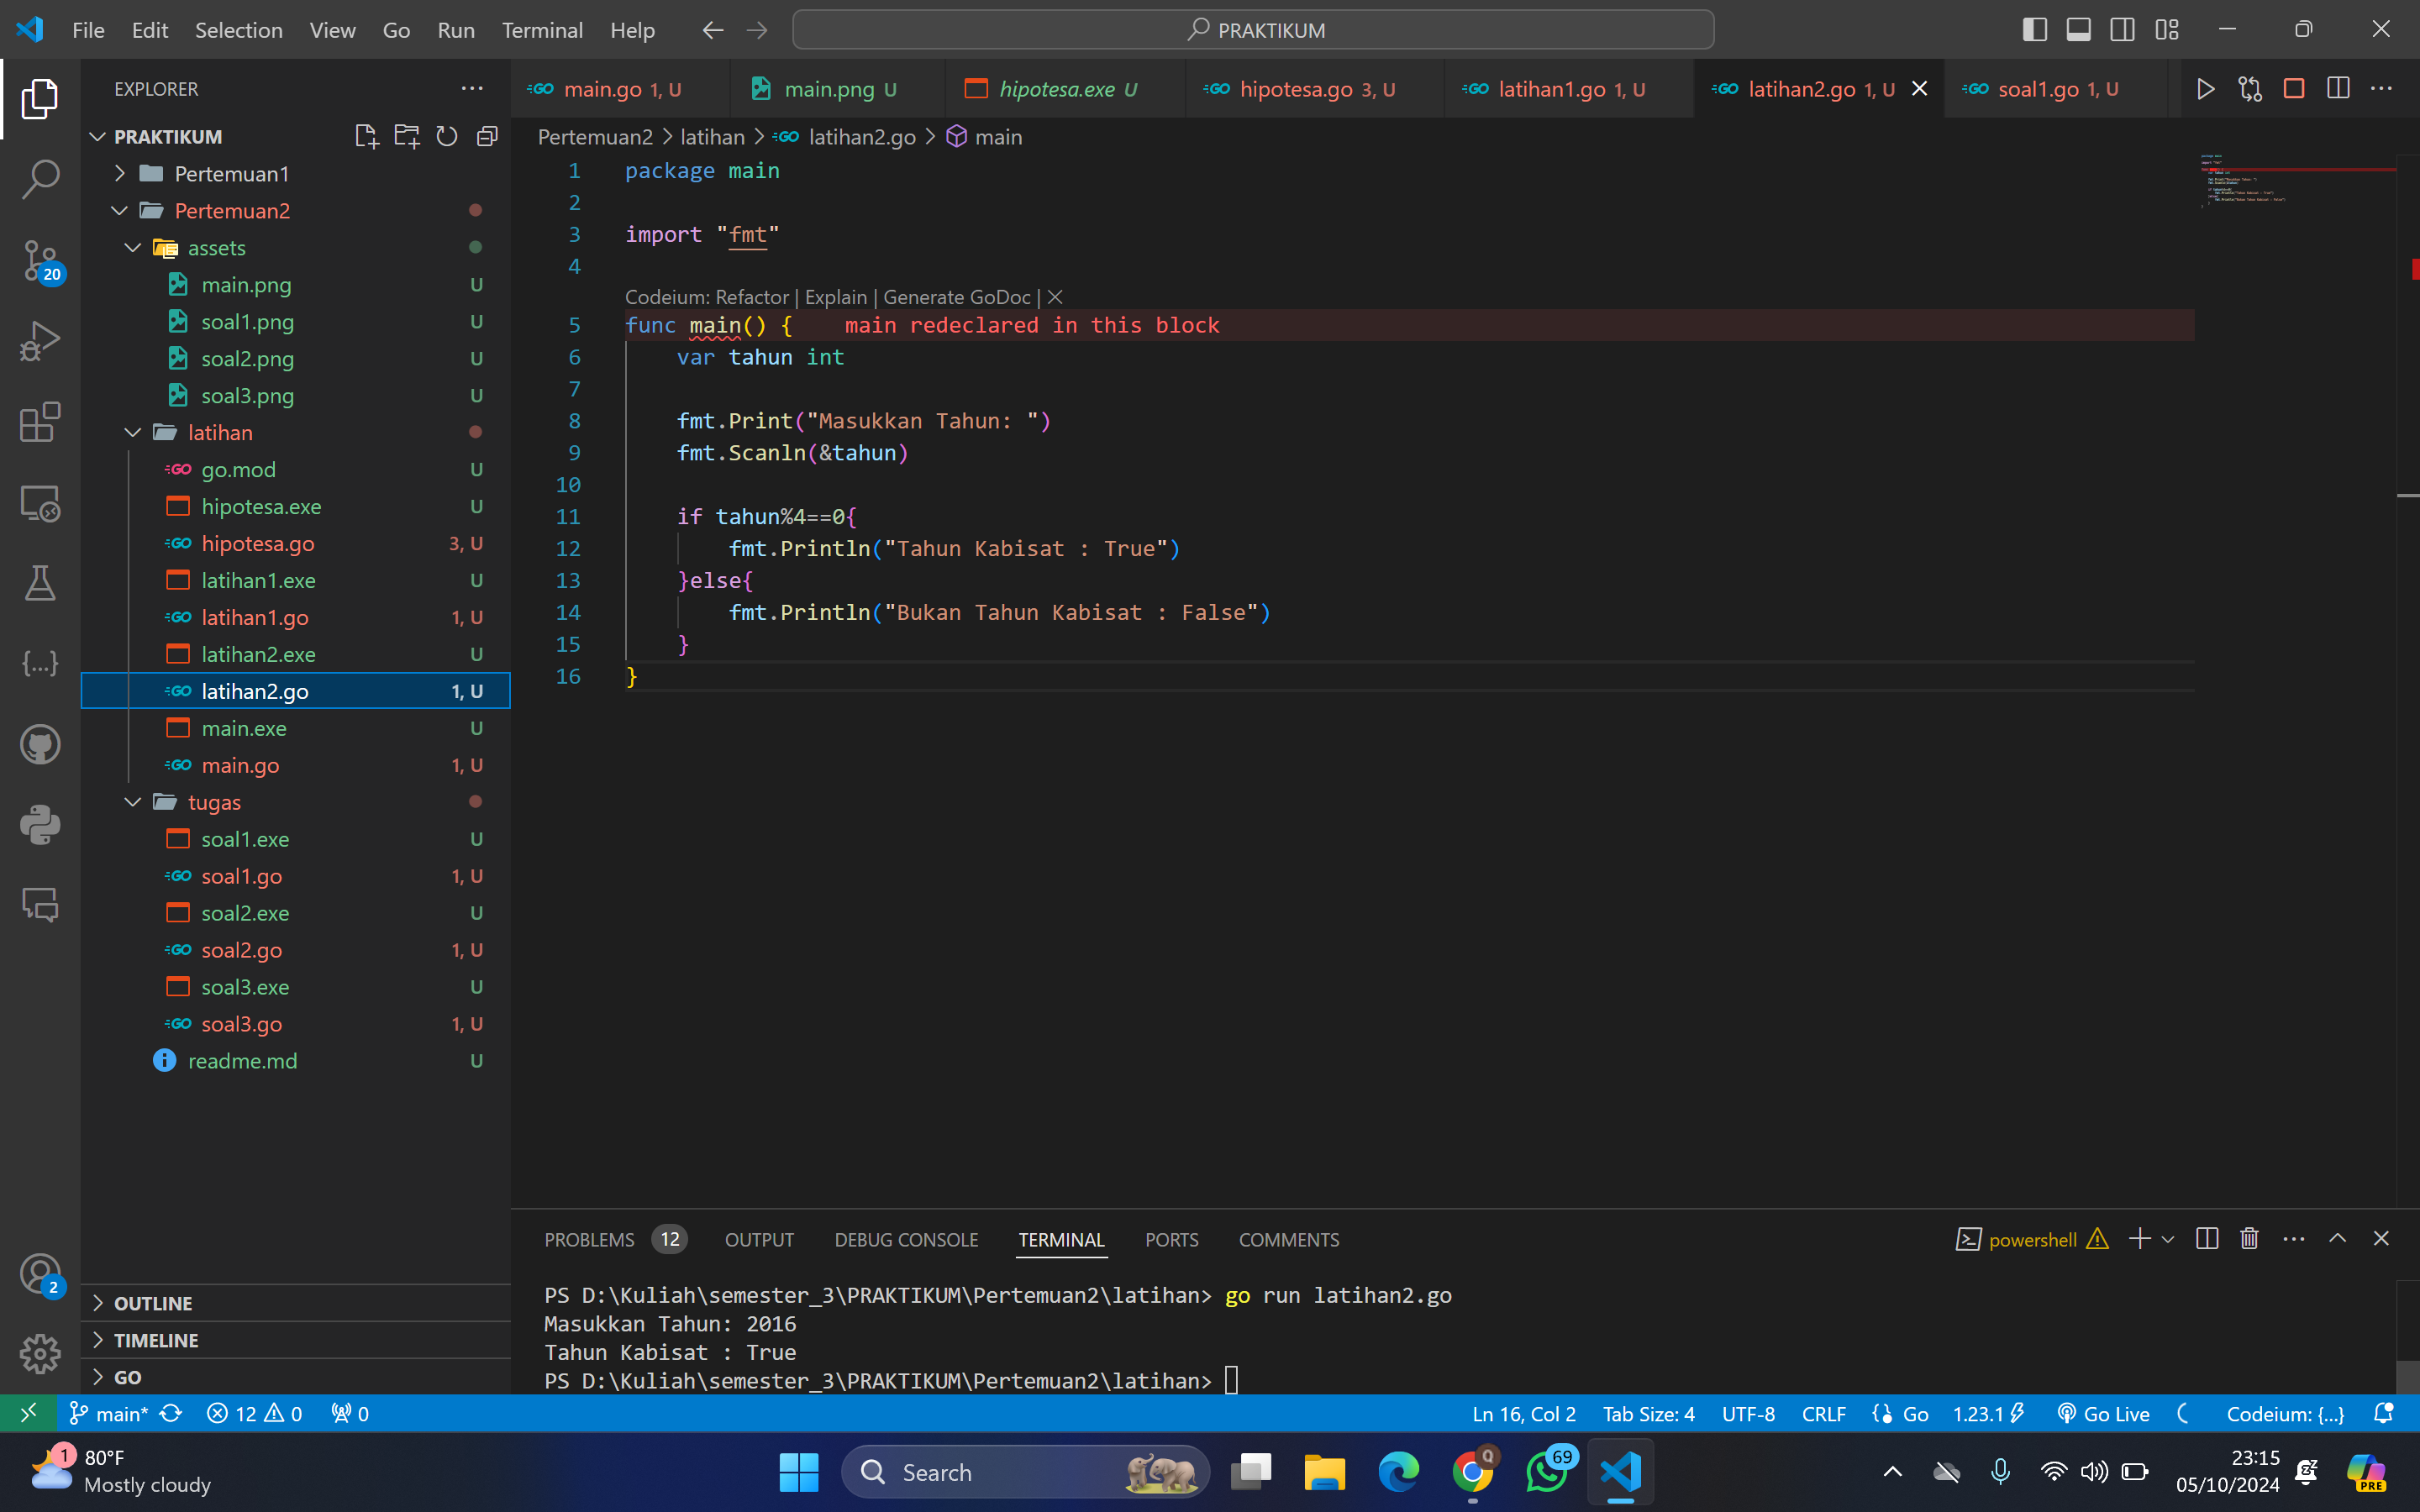 File Edit Selection View Go Run Terminal Help
PRAKTIKUM
EXPLORER
PRAKTIKUM
Pertemuan1
Pertemuan2
assets
main.png U
soal1.png U
soal2.png U
soal3.png U
latihan
go.mod U
hipotesa.exe U
hipotesa.go 3, U
latihan1.exe U
latihan1.go 1, U
latihan2.exe U
latihan2.go 1, U
main.exe U
main.go 1, U
tugas
soal1.exe U
soal1.go 1, U
soal2.exe U
soal2.go 1, U
soal3.exe U
soal3.go 1, U
readme.md U
OUTLINE
TIMELINE
GO
20
2
main.go 1, U main.png U hipotesa.exe U hipotesa.go 3, U latihan1.go 1, U latihan2.go 1, U soal1.go 1, U
Pertemuan2 > latihan > latihan2.go > main
1 package main
2
3 import "fmt"
4
Codeium: Refactor | Explain | Generate GoDoc | ×
5 func main() { main redeclared in this block
6 var tahun int
7
8 fmt.Print("Masukkan Tahun: ")
9 fmt.Scanln(&tahun)
10
11 if tahun%4==0{
12 fmt.Println("Tahun Kabisat : True")
13 }else{
14 fmt.Println("Bukan Tahun Kabisat : False")
15 }
16 }
PROBLEMS 12 OUTPUT DEBUG CONSOLE TERMINAL PORTS COMMENTS
powershell
PS D:\Kuliah\semester_3\PRAKTIKUM\Pertemuan2\latihan> go run latihan2.go
Masukkan Tahun: 2016
Tahun Kabisat : True
PS D:\Kuliah\semester_3\PRAKTIKUM\Pertemuan2\latihan>
main* 12 0 0 Ln 16, Col 2 Tab Size: 4 UTF-8 CRLF Go 1.23.1 Go Live Codeium: {...}
1
80°F
Mostly cloudy
Search
Q
69
23:15
05/10/2024
PRE